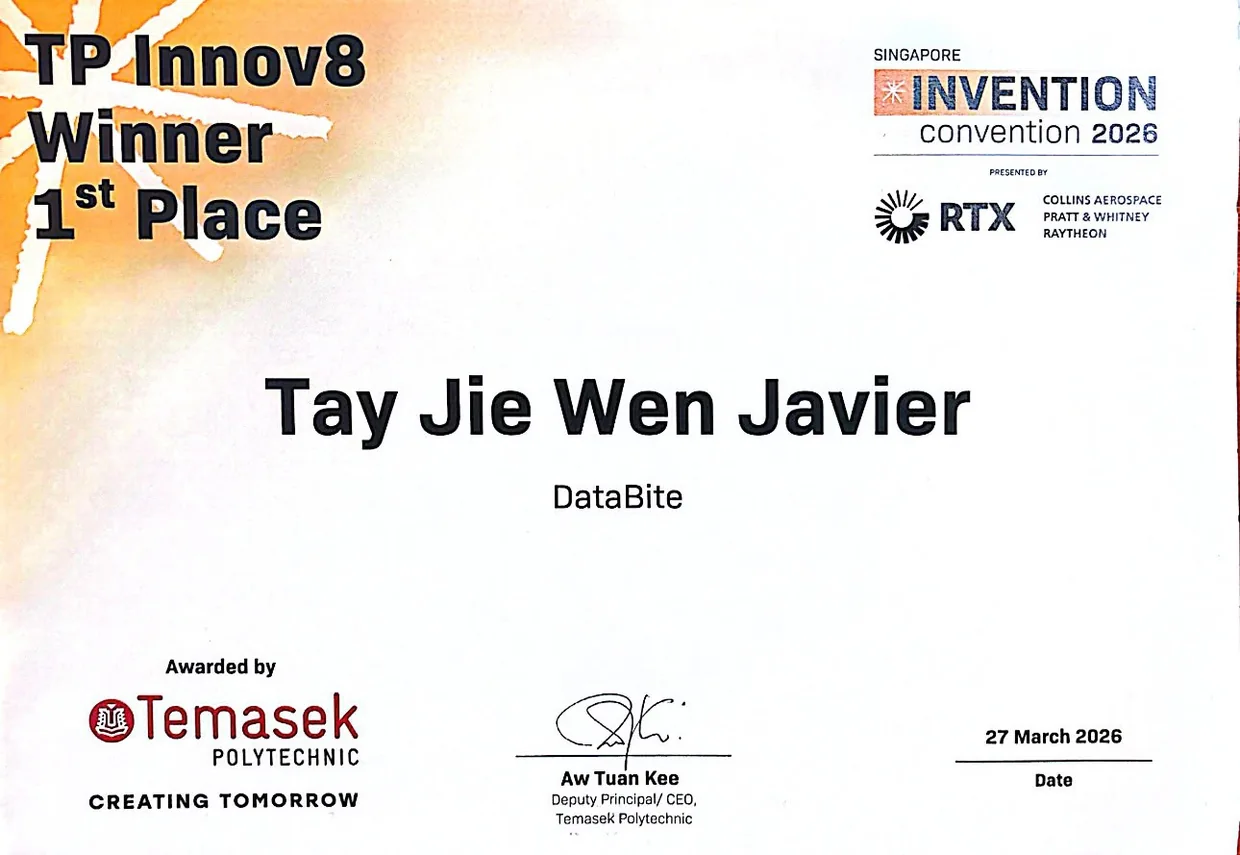 TP Innov8
Winner
1st Place
SINGAPORE
INVENTION
convention 2026
PRESENTED BY
RTX
COLLINS AEROSPACE
PRATT & WHITNEY
RAYTHEON
Tay Jie Wen Javier
DataBite
Awarded by
Temasek
POLYTECHNIC
CREATING TOMORROW
Aw Tuan Kee
Deputy Principal/ CEO,
Temasek Polytechnic
27 March 2026
Date